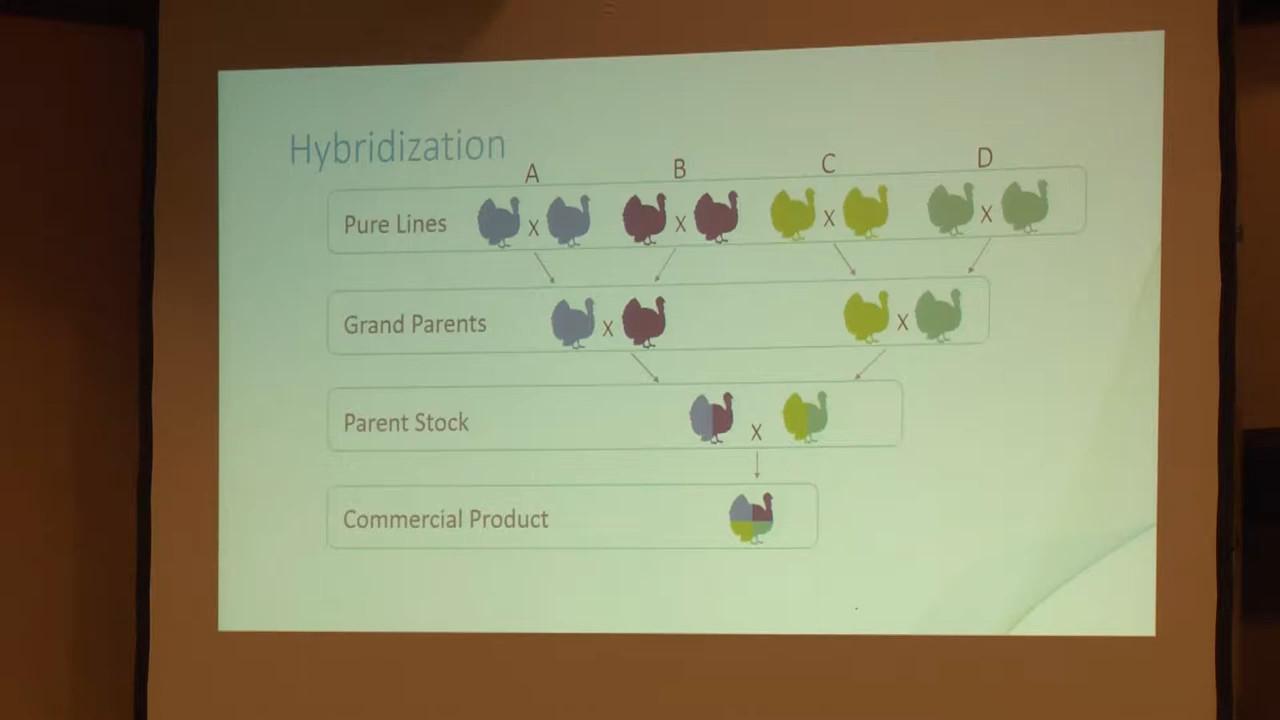 Hybridization
A B C D
Pure Lines X X X X
Grand Parents X X
Parent Stock X
Commercial Product